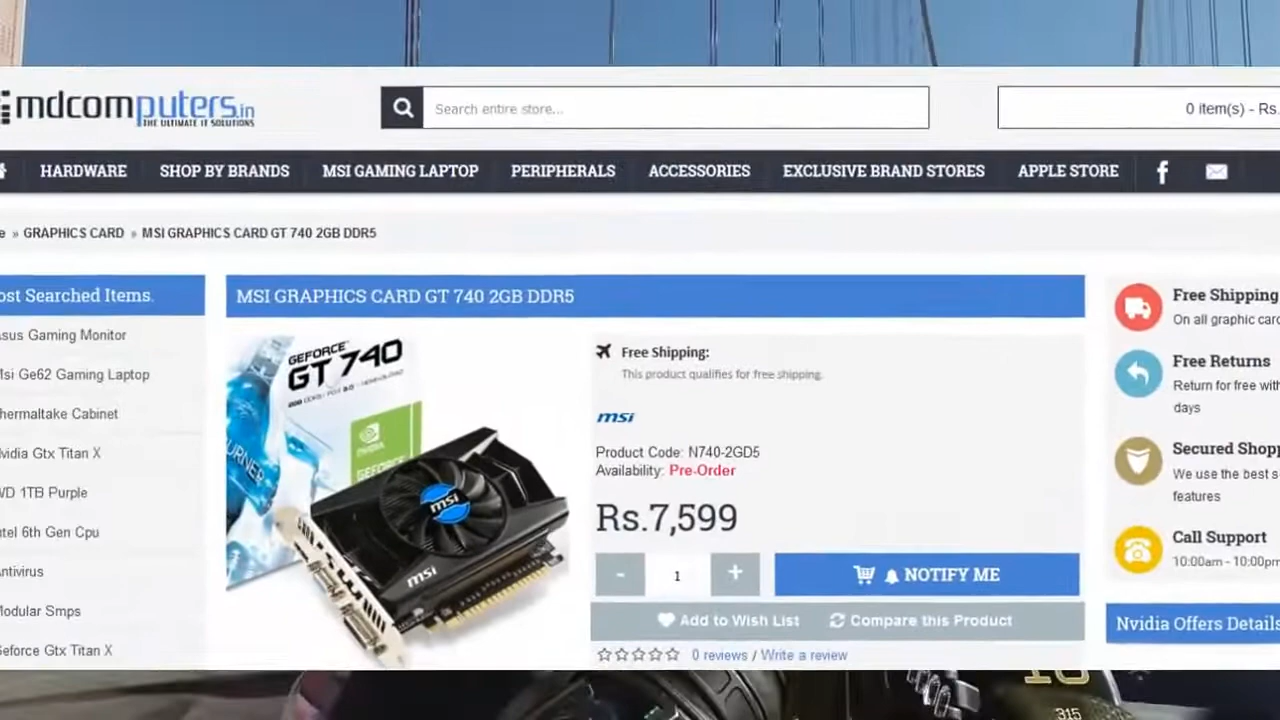 mdcomputers.in
THE ULTIMATE IT SOLUTIONS
Search entire store...
0 item(s) - Rs.
HARDWARE SHOP BY BRANDS MSI GAMING LAPTOP PERIPHERALS ACCESSORIES EXCLUSIVE BRAND STORES APPLE STORE
e » GRAPHICS CARD » MSI GRAPHICS CARD GT 740 2GB DDR5
ost Searched Items.
sus Gaming Monitor
si Ge62 Gaming Laptop
hermaltake Cabinet
vidia Gtx Titan X
WD 1TB Purple
ntel 6th Gen Cpu
ntivirus
odular Smps
eforce Gtx Titan X
MSI GRAPHICS CARD GT 740 2GB DDR5
GEFORCE
GT 740
NVIDIA
GEFORCE
msi
msi
Free Shipping:
This product qualifies for free shipping.
msi
Product Code: N740-2GD5
Availability: Pre-Order
Rs.7,599
- 1 +
NOTIFY ME
Add to Wish List Compare this Product
0 reviews / Write a review
Free Shipping
On all graphic car
Free Returns
Return for free with
days
Secured Shopp
We use the best s
features
Call Support
10:00am - 10:00pm
Nvidia Offers Details
315